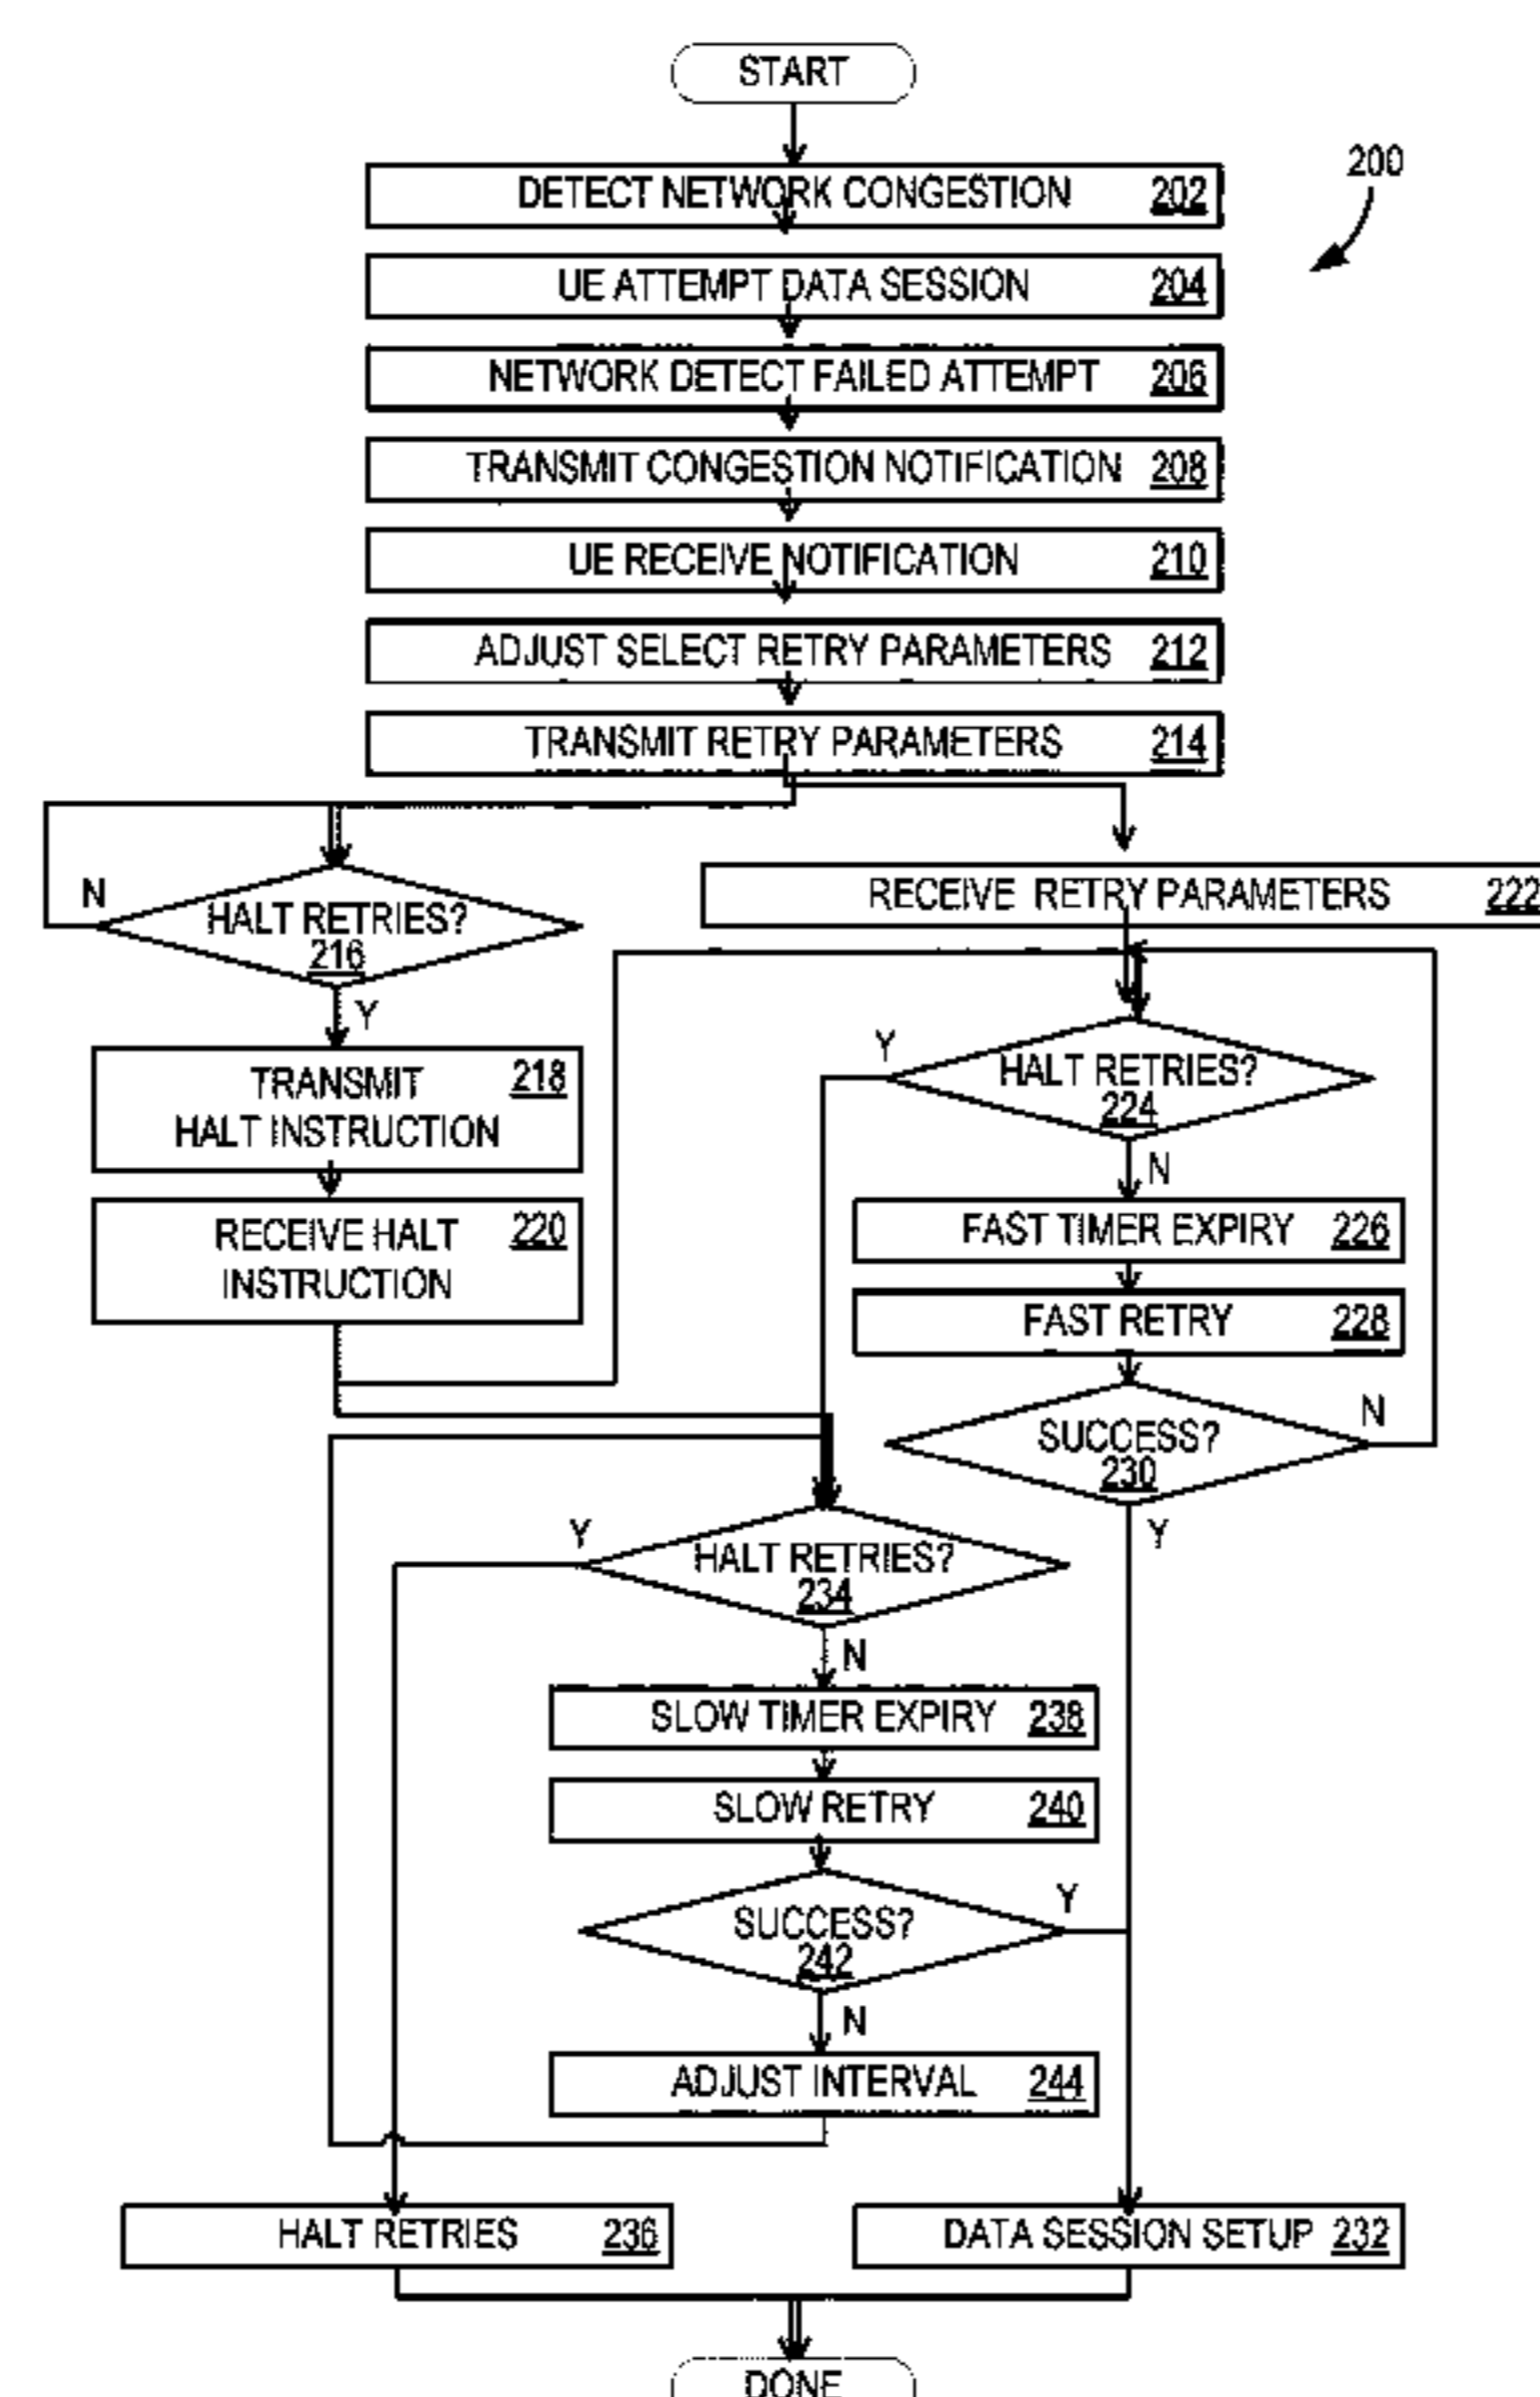 START
200
DETECT NETWORK CONGESTION 202
UE ATTEMPT DATA SESSION 204
NETWORK DETECT FAILED ATTEMPT 206
TRANSMIT CONGESTION NOTIFICATION 208
UE RECEIVE NOTIFICATION 210
ADJUST SELECT RETRY PARAMETERS 212
TRANSMIT RETRY PARAMETERS 214
N
HALT RETRIES?
216
Y
TRANSMIT 218
HALT INSTRUCTION
RECEIVE HALT 220
INSTRUCTION
RECEIVE RETRY PARAMETERS 222
Y
HALT RETRIES?
224
N
FAST TIMER EXPIRY 226
FAST RETRY 228
SUCCESS?
230
N
Y
Y
HALT RETRIES?
234
N
SLOW TIMER EXPIRY 238
SLOW RETRY 240
SUCCESS?
242
Y
N
ADJUST INTERVAL 244
HALT RETRIES 236
DATA SESSION SETUP 232
DONE